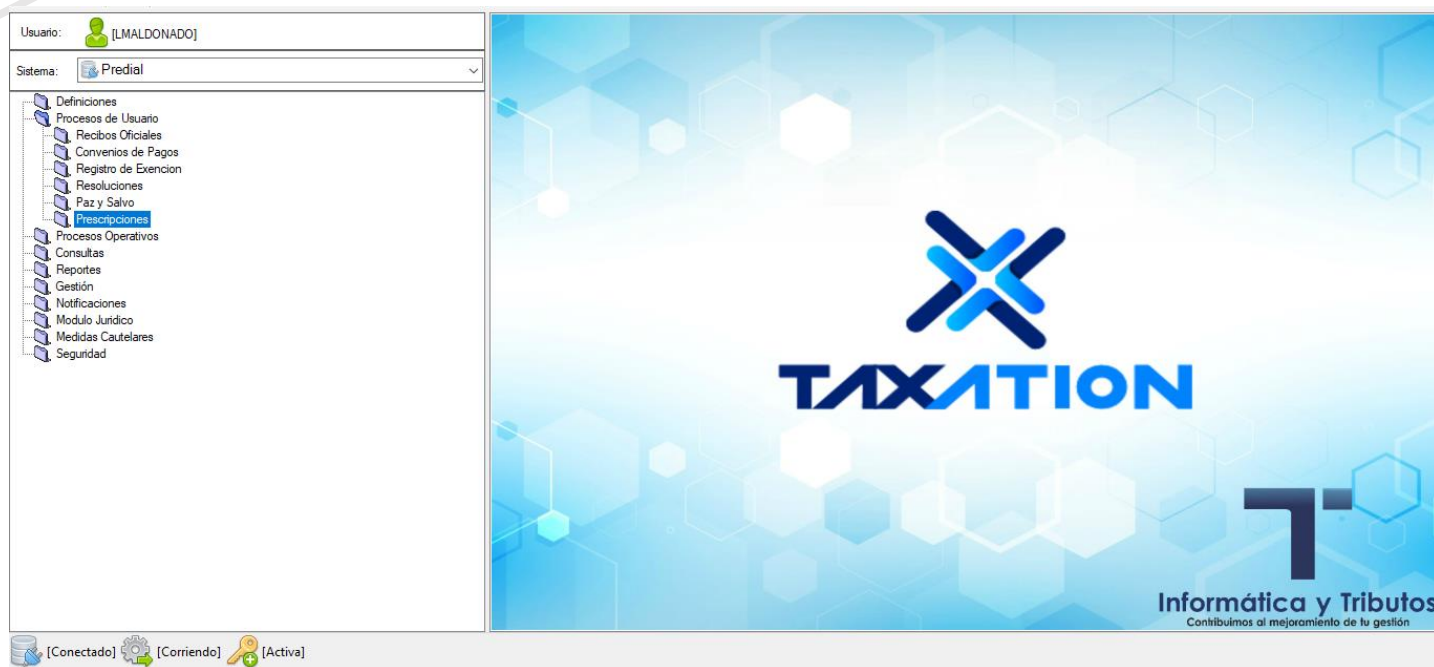 Usuario: [LMALDONADO]
Sistema: Predial
Definiciones
Procesos de Usuario
Recibos Oficiales
Convenios de Pagos
Registro de Exencion
Resoluciones
Paz y Salvo
Prescripciones
Procesos Operativos
Consultas
Reportes
Gestión
Notificaciones
Modulo Juridico
Medidas Cautelares
Seguridad
TAXATION
Informática y Tributos
Contribuimos al mejoramiento de tu gestión
[Conectado] [Corriendo] [Activa]